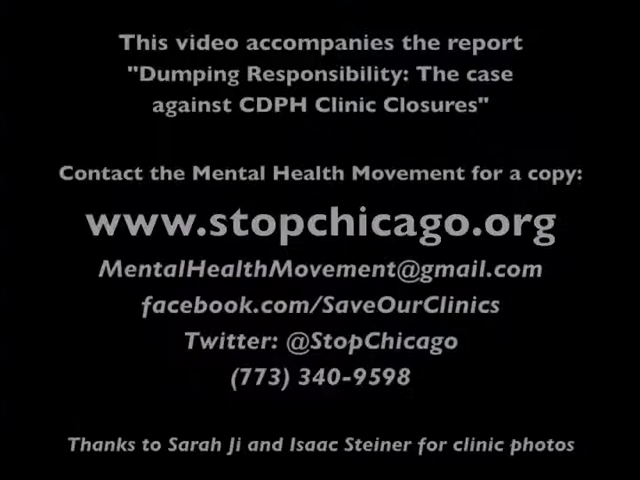 This video accompanies the report
"Dumping Responsibility: The case
against CDPH Clinic Closures"
Contact the Mental Health Movement for a copy:
www.stopchicago.org
MentalHealthMovement@gmail.com
facebook.com/SaveOurClinics
Twitter: @StopChicago
(773) 340-9598
Thanks to Sarah Ji and Isaac Steiner for clinic photos